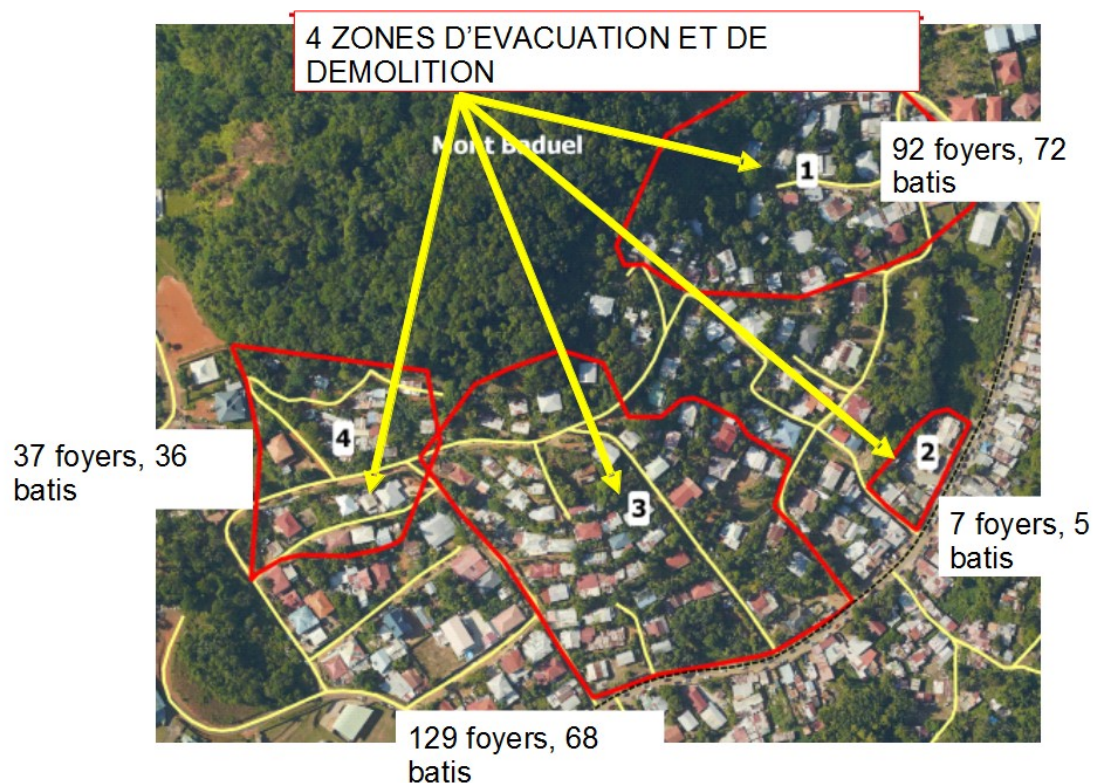 4 ZONES D'EVACUATION ET DE
DEMOLITION
Mont Baduel
1
92 foyers, 72
batis
4
37 foyers, 36
batis
2
3
7 foyers, 5
batis
129 foyers, 68
batis